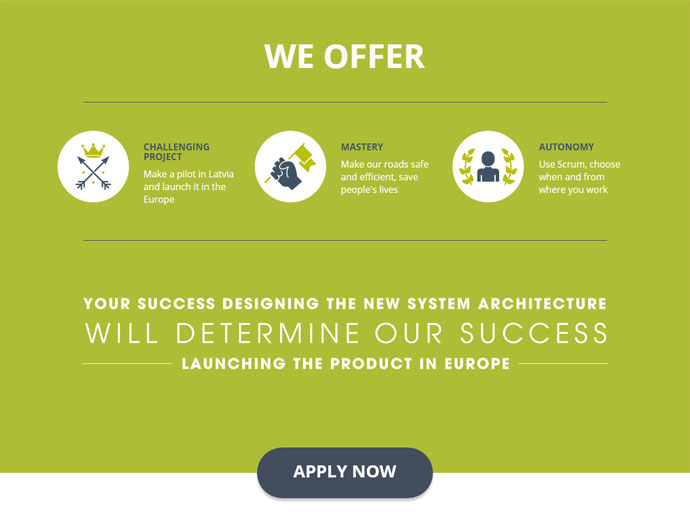 WE OFFER
CHALLENGING
PROJECT
Make a pilot in Latvia
and launch it in the
Europe
MASTERY
Make our roads safe
and efficient, save
people's lives
AUTONOMY
Use Scrum, choose
when and from
where you work
YOUR SUCCESS DESIGNING THE NEW SYSTEM ARCHITECTURE
WILL DETERMINE OUR SUCCESS
LAUNCHING THE PRODUCT IN EUROPE
APPLY NOW